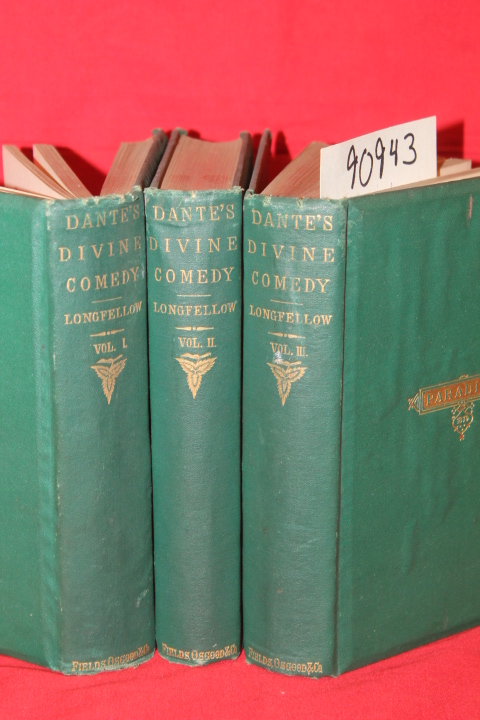 90943
DANTE'S
DIVINE
COMEDY
LONGFELLOW
VOL. I.
FIELDS OSGOOD & Co
DANTE'S
DIVINE
COMEDY
LONGFELLOW
VOL. II.
FIELDS OSGOOD & Co
DANTE'S
DIVINE
COMEDY
LONGFELLOW
VOL. III.
FIELDS OSGOOD & Co
PARADI